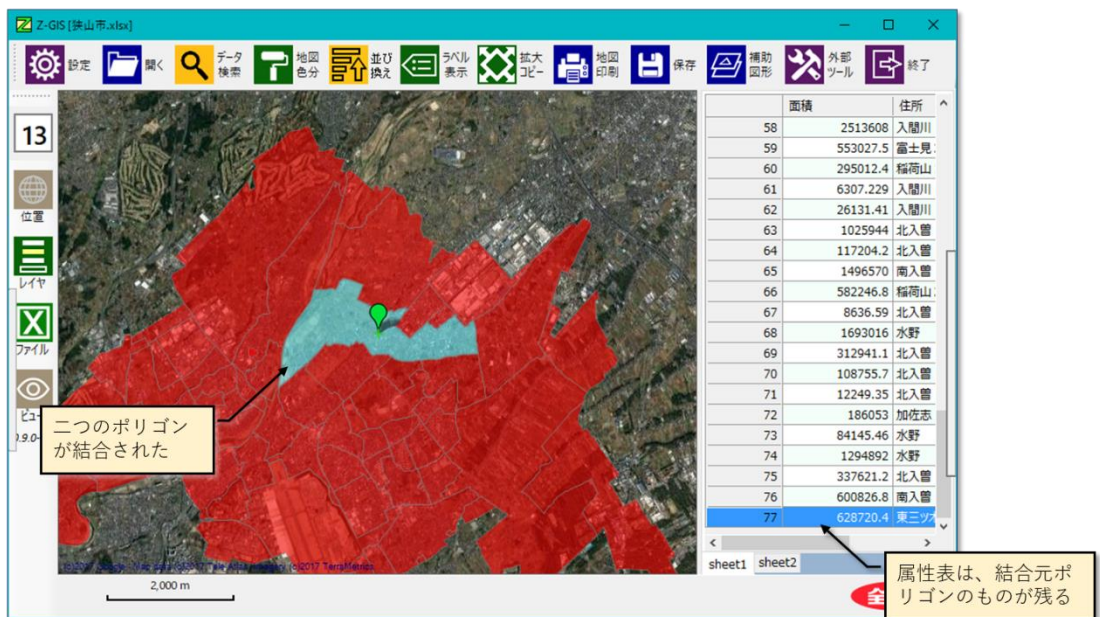 Z-GIS [狭山市.xlsx]
設定
開く
データ検索
地図色分
並び換え
ラベル表示
拡大コピー
地図印刷
保存
補助図形
外部ツール
終了
13
位置
レイヤ
ファイル
ビュー
面積 住所
58 2513608 入間川
59 553027.5 富士見
60 295012.4 稲荷山
61 6307.229 入間川
62 26131.41 入間川
63 1025944 北入曽
64 117204.2 北入曽
65 1496570 南入曽
66 582246.8 稲荷山
67 8636.59 北入曽
68 1693016 水野
69 312941.1 北入曽
70 108755.7 北入曽
71 12249.35 北入曽
72 186053 加佐志
73 84145.46 水野
74 1294892 水野
75 337621.2 北入曽
76 600826.8 南入曽
77 628720.4 東三ツ木
sheet1 sheet2
二つのポリゴン
が結合された
属性表は、結合元ポ
リゴンのものが残る
2,000 m
全